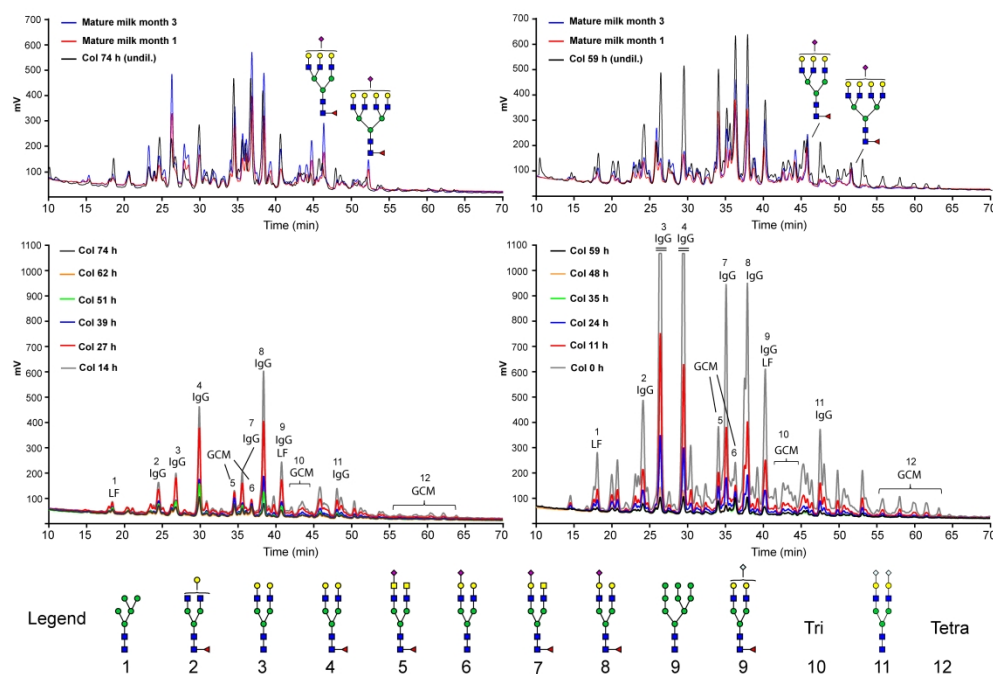 Mature milk month 3
Mature milk month 1
Col 74 h (undil.)
700
600
500
400
300
200
100
mV
10 15 20 25 30 35 40 45 50 55 60 65 70
Time (min)
Mature milk month 3
Mature milk month 1
Col 59 h (undil.)
700
600
500
400
300
200
100
mV
10 15 20 25 30 35 40 45 50 55 60 65 70
Time (min)
Col 74 h
Col 62 h
Col 51 h
Col 39 h
Col 27 h
Col 14 h
1100
1000
900
800
700
600
500
400
300
200
100
mV
1
LF
2
IgG
3
IgG
4
IgG
GCM
5
6
7
IgG
8
IgG
9
IgG
LF
10
GCM
11
IgG
12
GCM
10 15 20 25 30 35 40 45 50 55 60 65 70
Time (min)
Col 59 h
Col 48 h
Col 35 h
Col 24 h
Col 11 h
Col 0 h
1100
1000
900
800
700
600
500
400
300
200
100
mV
1
LF
2
IgG
3
IgG
4
IgG
GCM
5
6
7
IgG
8
IgG
9
IgG
LF
10
GCM
11
IgG
12
GCM
10 15 20 25 30 35 40 45 50 55 60 65 70
Time (min)
Legend
Tri
Tetra
1 2 3 4 5 6 7 8 9 9 10 11 12